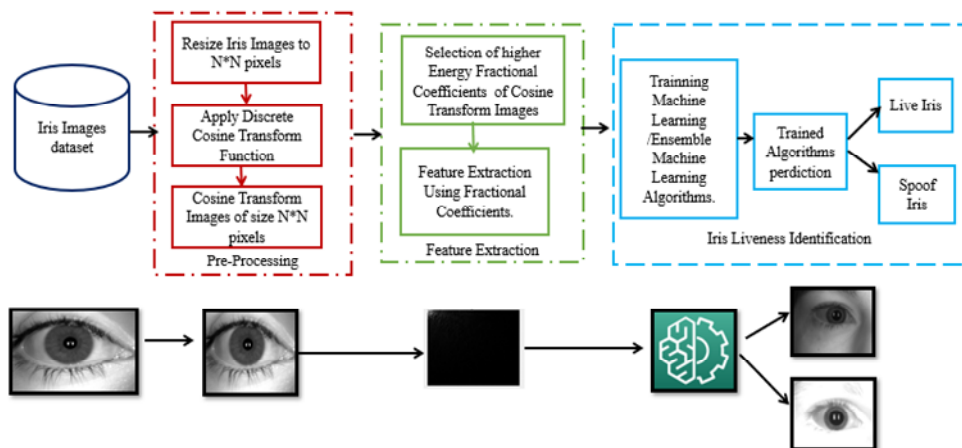 Iris Images
dataset
Resize Iris Images to
N*N pixels
Apply Discrete
Cosine Transform
Function
Cosine Transform
Images of size N*N
pixels
Pre-Processing
Selection of higher
Energy Fractional
Coefficients of Cosine
Transform Images
Feature Extraction
Using Fractional
Coefficients.
Feature Extraction
Trainning
Machine
Learning
/Ensemble
Machine
Learning
Algorithms.
Trained
Algorithms
perdiction
Live Iris
Spoof
Iris
Iris Liveness Identification